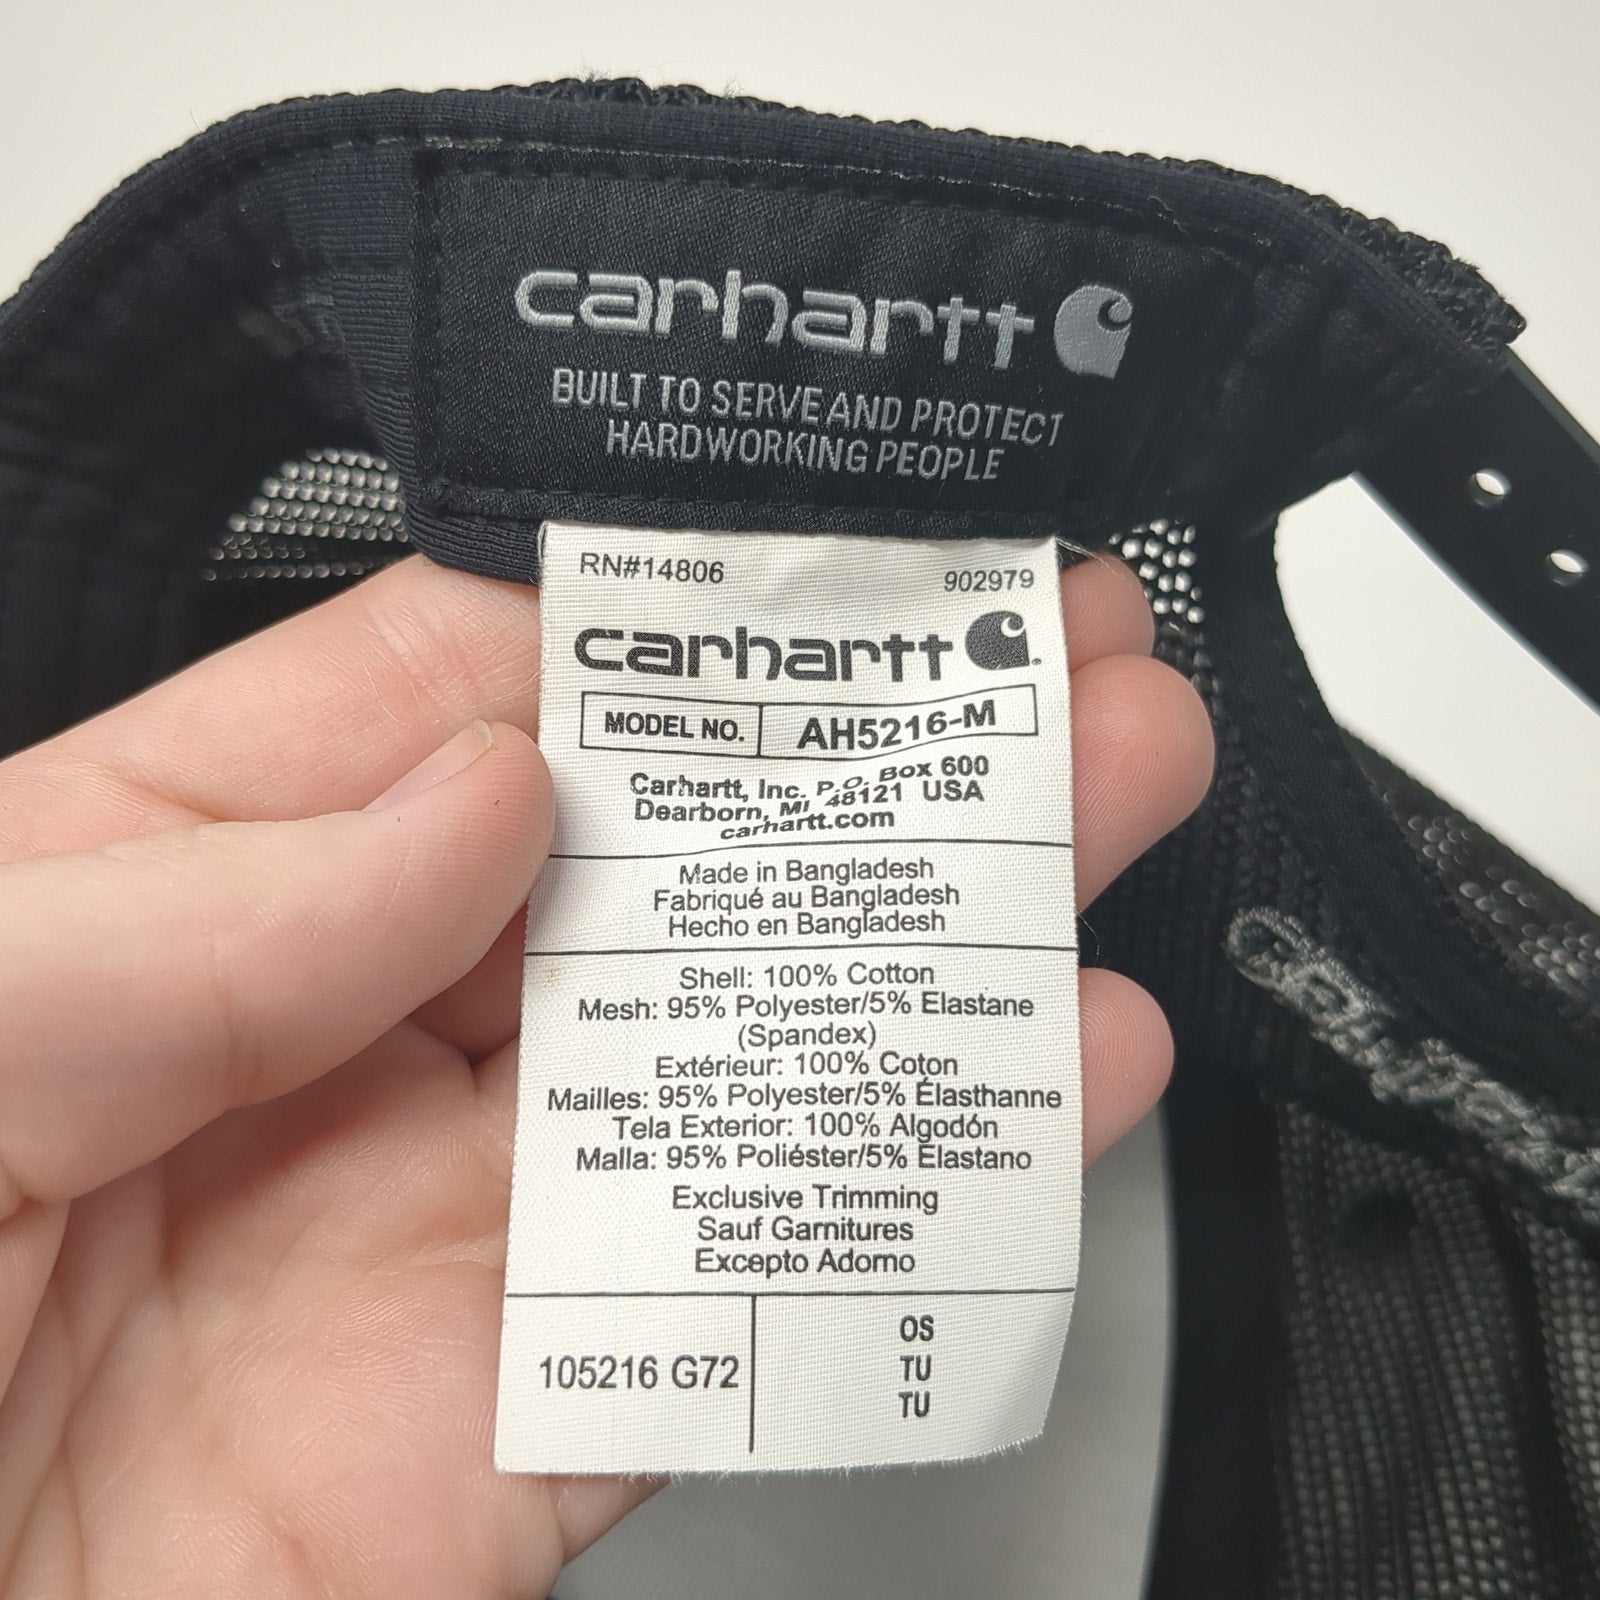 carhartt
BUILT TO SERVE AND PROTECT
HARDWORKING PEOPLE
RN#14806 902979
carhartt
MODEL NO. AH5216-M
Carhartt, Inc. P.O. Box 600
Dearborn, MI 48121 USA
carhartt.com
Made in Bangladesh
Fabriqué au Bangladesh
Hecho en Bangladesh
Shell: 100% Cotton
Mesh: 95% Polyester/5% Elastane
(Spandex)
Extérieur: 100% Coton
Mailles: 95% Polyester/5% Élasthanne
Tela Exterior: 100% Algodón
Malla: 95% Poliéster/5% Elastano
Exclusive Trimming
Sauf Garnitures
Excepto Adorno
105216 G72
OS
TU
TU